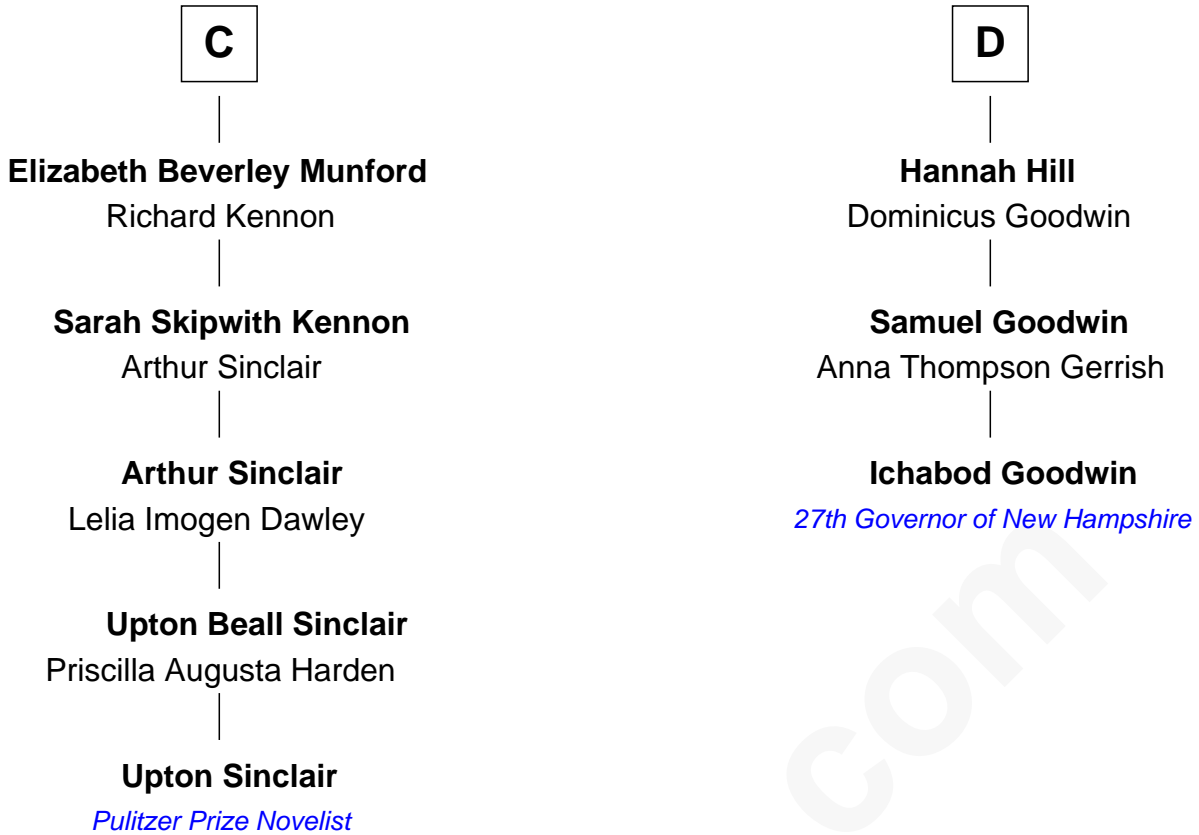 C
Elizabeth Beverley Munford
Richard Kennon
Sarah Skipwith Kennon
Arthur Sinclair
Arthur Sinclair
Lelia Imogen Dawley
Upton Beall Sinclair
Priscilla Augusta Harden
Upton Sinclair
Pulitzer Prize Novelist
D
Hannah Hill
Dominicus Goodwin
Samuel Goodwin
Anna Thompson Gerrish
Ichabod Goodwin
27th Governor of New Hampshire
com